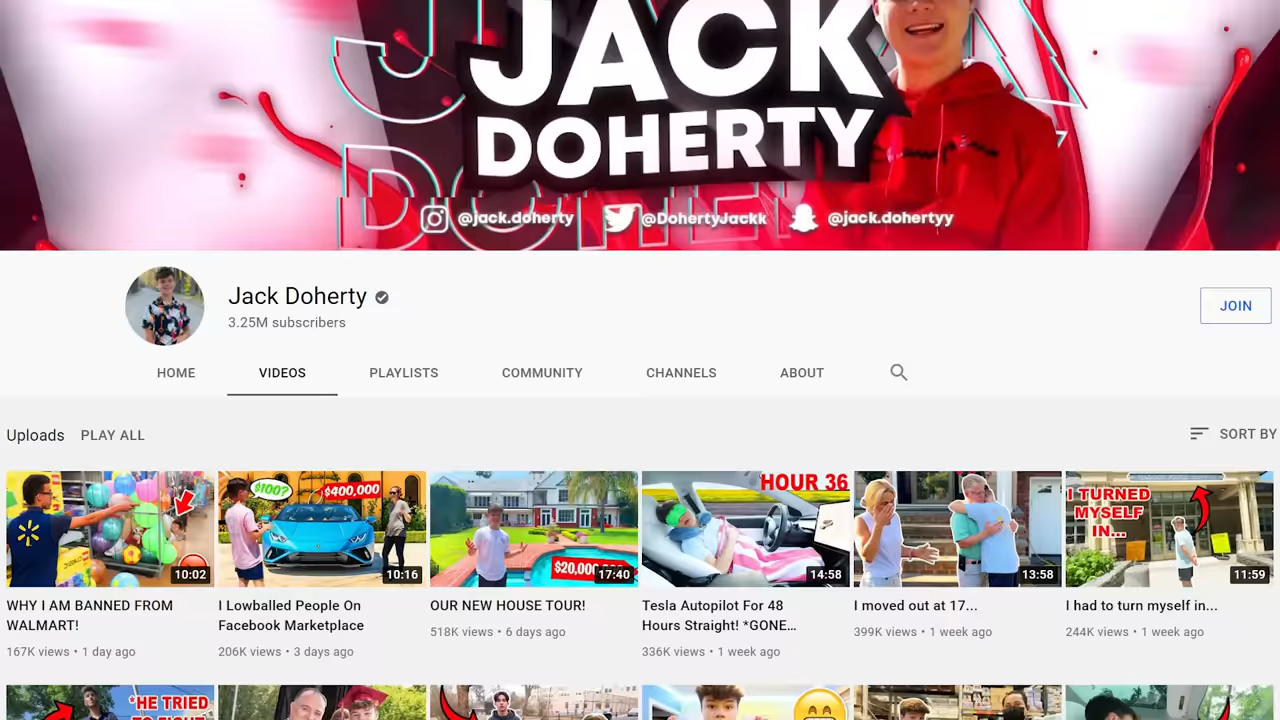 JACK
DOHERTY
@jack.doherty @DohertyJackk @jack.dohertyy
Jack Doherty
3.25M subscribers
JOIN
HOME VIDEOS PLAYLISTS COMMUNITY CHANNELS ABOUT
Uploads PLAY ALL SORT BY
10:02
$100?
$400,000
10:16
$20,000
17:40
HOUR 36
14:58
13:58
I TURNED
MYSELF
IN...
11:59
WHY I AM BANNED FROM
WALMART!
167K views • 1 day ago
I Lowballed People On
Facebook Marketplace
206K views • 3 days ago
OUR NEW HOUSE TOUR!
518K views • 6 days ago
Tesla Autopilot For 48
Hours Straight! *GONE...
336K views • 1 week ago
I moved out at 17...
399K views • 1 week ago
I had to turn myself in...
244K views • 1 week ago
*HE TRIED